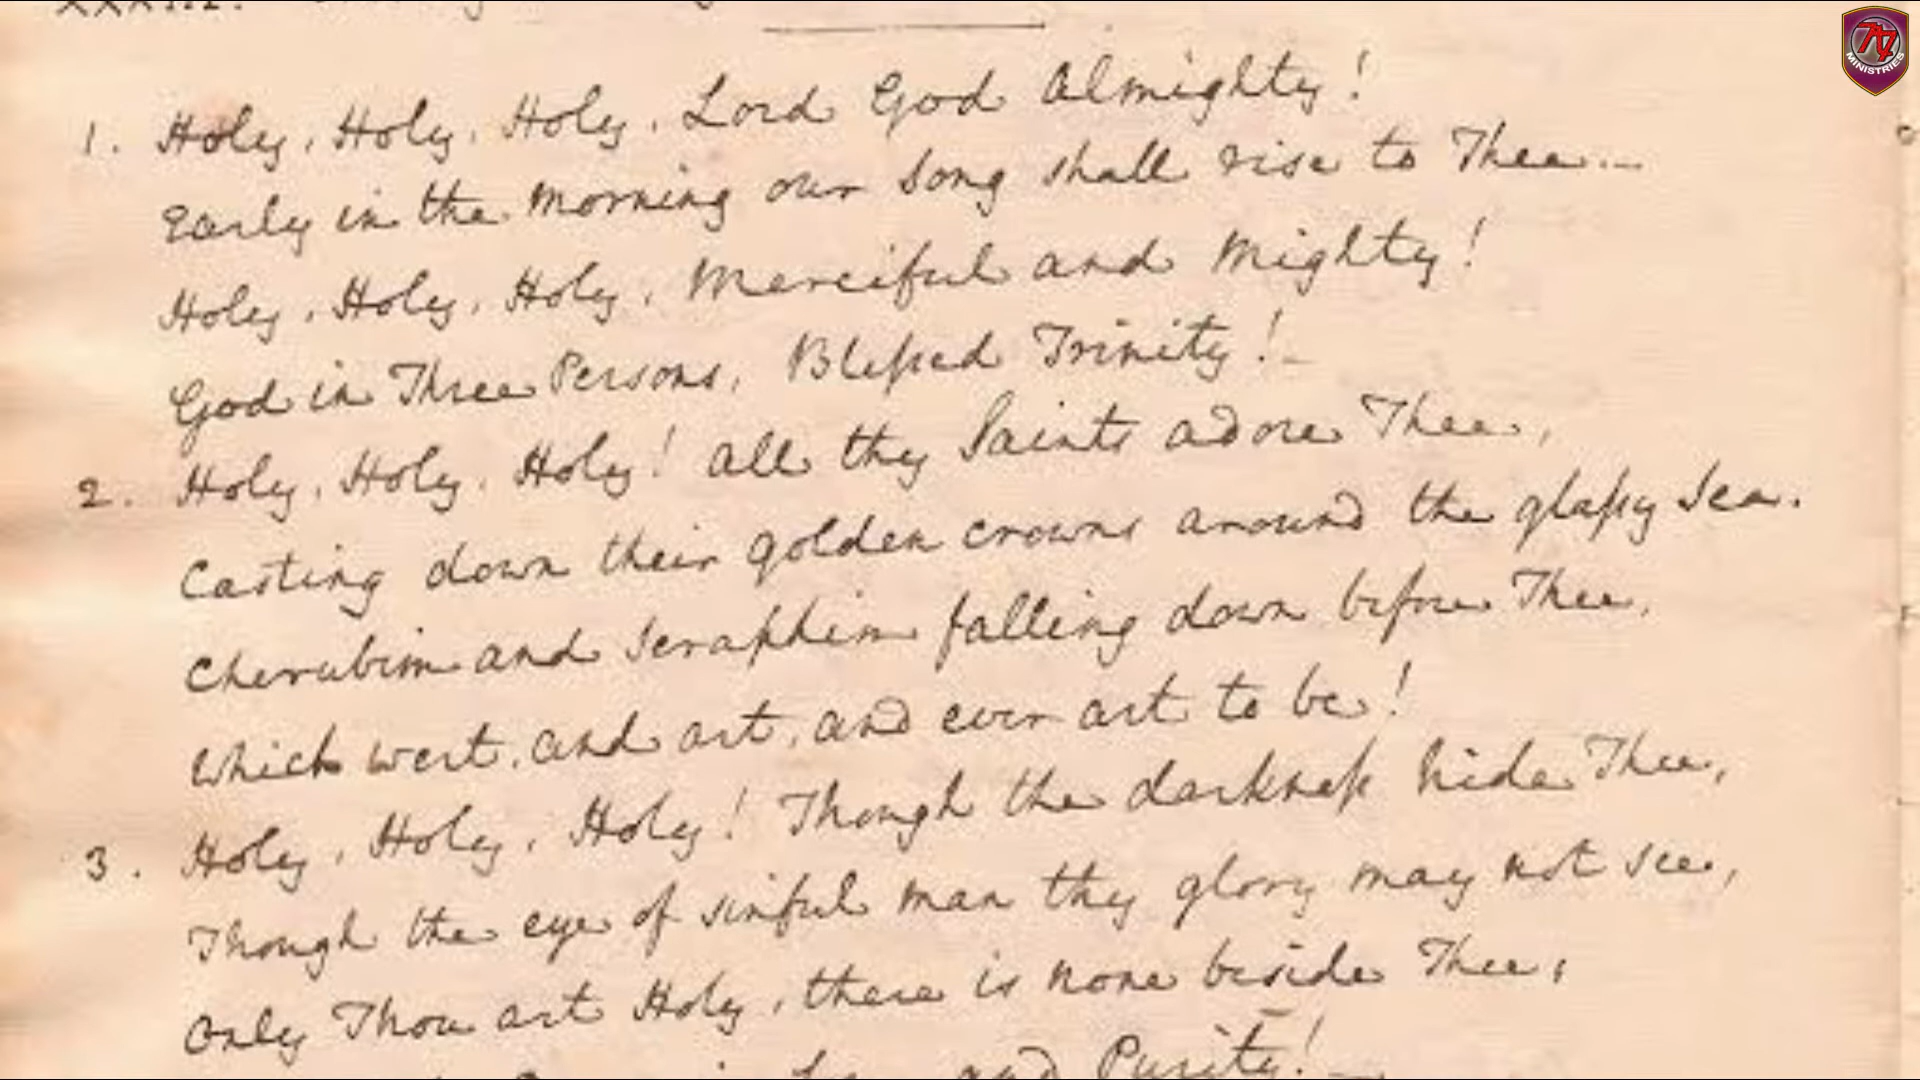 1. Holy, Holy, Holy, Lord God Almighty!
Early in the morning our song shall rise to Thee..
Holy, Holy, Holy, Merciful and Mighty!
God in Three Persons, Bleſsed Trinity!
2. Holy, Holy, Holy! all thy Saints adore Thee,
Casting down their golden crowns around the glaſsy Sea.
Cherubim and Seraphim falling down before Thee,
Which wert, and art, and ever art to be!
3. Holy, Holy, Holy! Though the darkneſs hide Thee,
Though the eye of sinful man thy glory may not see,
Only Thou art Holy, there is none beside Thee,
and Purity!
MINISTRIES